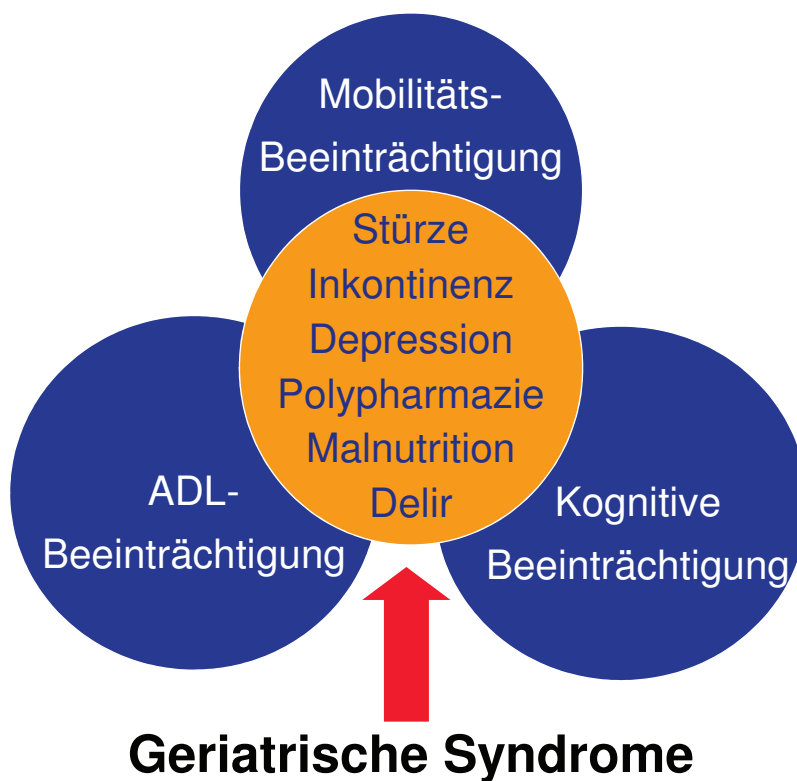 Mobilitäts-
Beeinträchtigung
Stürze
Inkontinenz
Depression
Polypharmazie
Malnutrition
Delir
ADL-
Beeinträchtigung
Kognitive
Beeinträchtigung
Geriatrische Syndrome